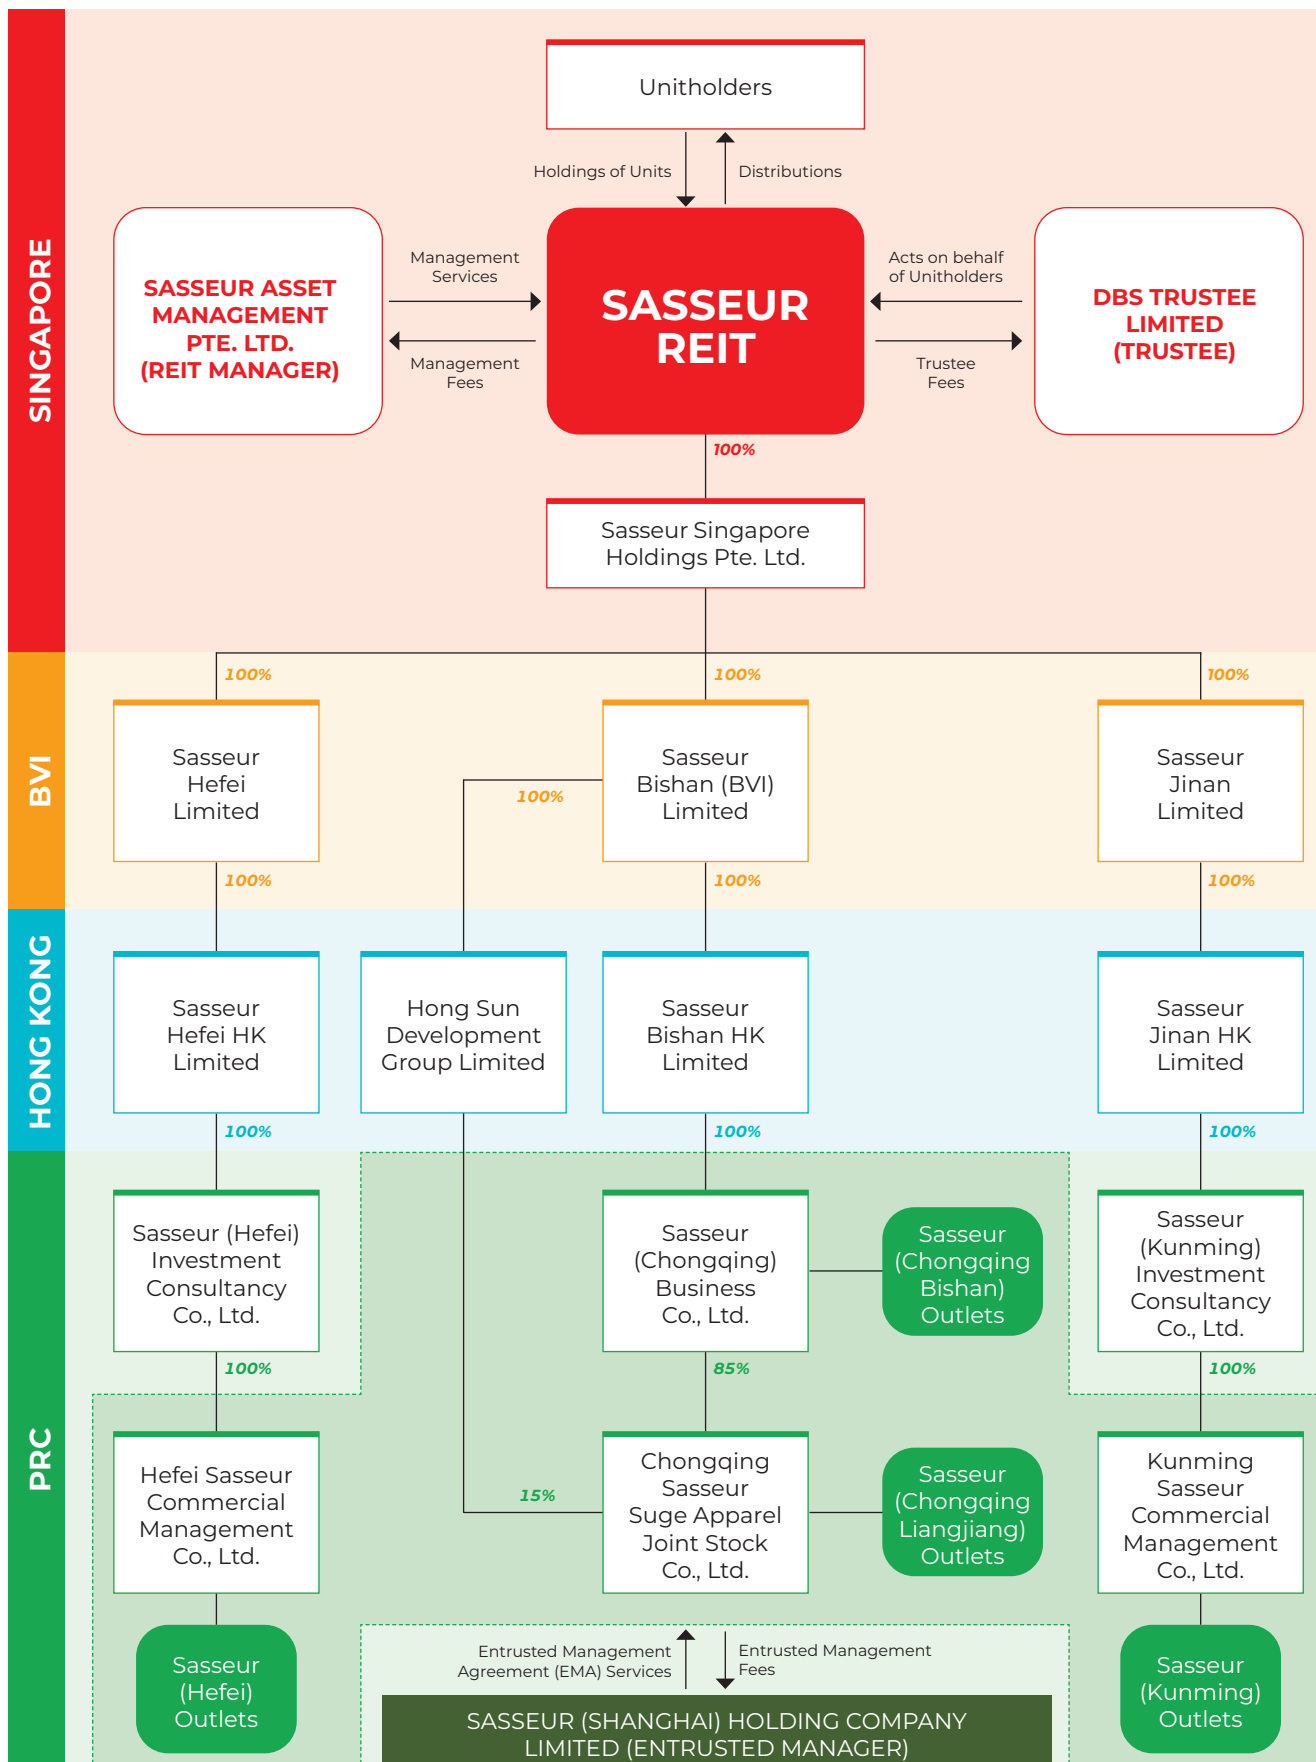 SINGAPORE
Unitholders
Holdings of Units
Distributions
SASSEUR ASSET
MANAGEMENT
PTE. LTD.
(REIT MANAGER)
Management
Services
Management
Fees
SASSEUR
REIT
Acts on behalf
of Unitholders
Trustee
Fees
DBS TRUSTEE
LIMITED
(TRUSTEE)
100%
Sasseur Singapore
Holdings Pte. Ltd.
BVI
100%
100%
100%
Sasseur
Hefei
Limited
100%
Sasseur
Bishan (BVI)
Limited
Sasseur
Jinan
Limited
100%
100%
100%
HONG KONG
Sasseur
Hefei HK
Limited
Hong Sun
Development
Group Limited
Sasseur
Bishan HK
Limited
Sasseur
Jinan HK
Limited
100%
100%
100%
PRC
Sasseur (Hefei)
Investment
Consultancy
Co., Ltd.
Sasseur
(Chongqing)
Business
Co., Ltd.
Sasseur
(Chongqing
Bishan)
Outlets
Sasseur
(Kunming)
Investment
Consultancy
Co., Ltd.
100%
85%
100%
Hefei Sasseur
Commercial
Management
Co., Ltd.
15%
Chongqing
Sasseur
Suge Apparel
Joint Stock
Co., Ltd.
Sasseur
(Chongqing
Liangjiang)
Outlets
Kunming
Sasseur
Commercial
Management
Co., Ltd.
Sasseur
(Hefei)
Outlets
Entrusted Management
Agreement (EMA) Services
Entrusted Management
Fees
Sasseur
(Kunming)
Outlets
SASSEUR (SHANGHAI) HOLDING COMPANY
LIMITED (ENTRUSTED MANAGER)